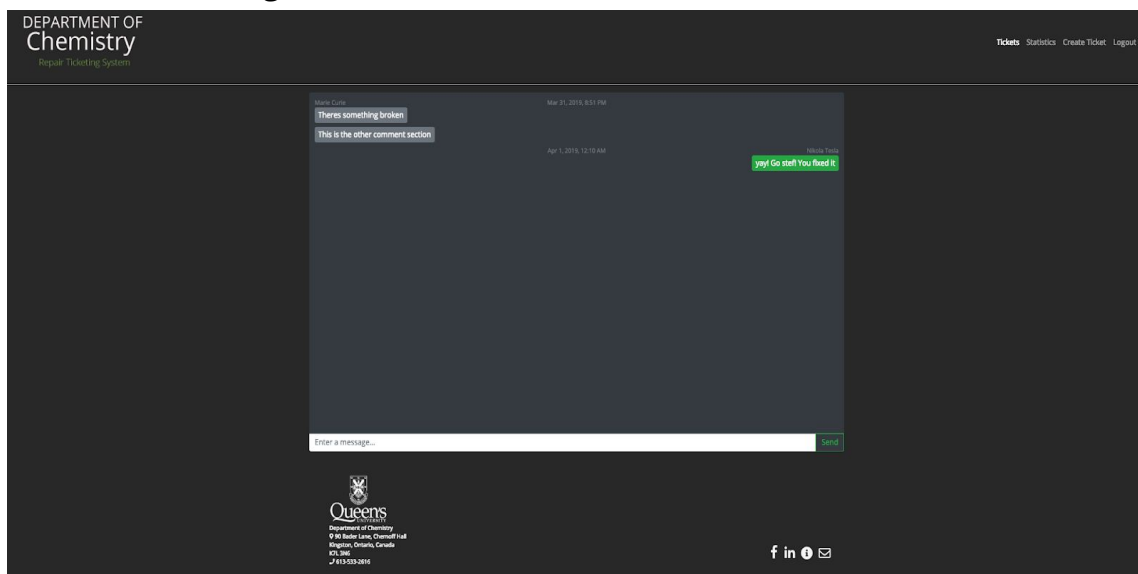 DEPARTMENT OF
Chemistry
Repair Ticketing System
Tickets Statistics Create Ticket Logout
Marie Curie Mar 31, 2019, 8:51 PM
Theres something broken
This is the other comment section
Apr 1, 2019, 12:10 AM Nikola Tesla
yay! Go stef! You fixed it
Enter a message... Send
Queen's
UNIVERSITY
Department of Chemistry
90 Bader Lane, Chernoff Hall
Kingston, Ontario, Canada
K7L 3N6
613-533-2616